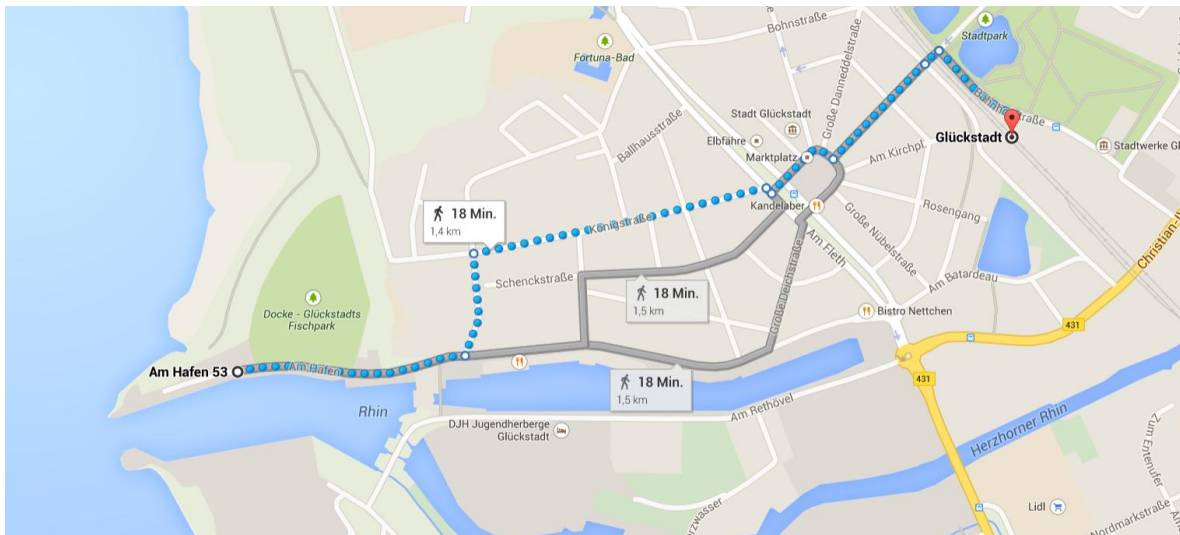 Bohnstraße
Stadtpark
Fortuna-Bad
Große Danneddelstraße
Bahnhofstraße
Stadt Glückstadt
Ballhausstraße
Elbfähre
Glückstadt
Marktplatz
Am Kirchpl.
Stadtwerke Gl
Kandelaber
18 Min.
1,4 km
Königstraße
Rosengang
Große Nübelstraße
Am Fleth
Christian-
Schenckstraße
Große Deichstraße
Am Batardeau
18 Min.
1,5 km
Docke - Glückstadts
Fischpark
Bistro Nettchen
431
Am Hafen 53
Am Hafen
431
18 Min.
1,5 km
Rhin
Am Rethövel
DJH Jugendherberge
Glückstadt
Herzhorner Rhin
Zum Entenufer
Lidl
Nordmarkstraße